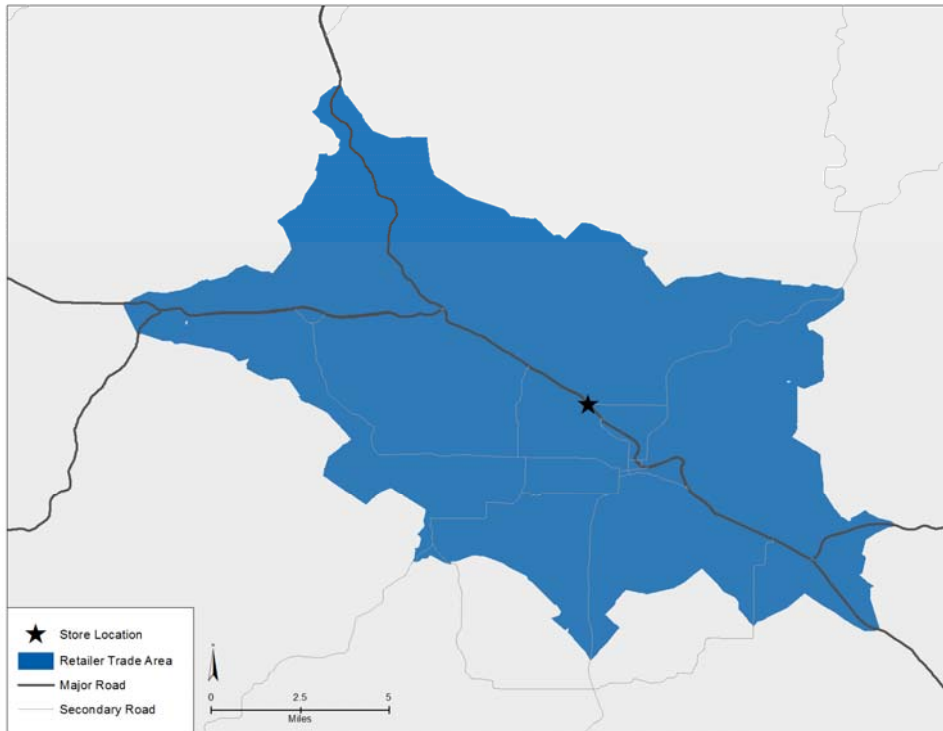 Store Location
Retailer Trade Area
Major Road
Secondary Road
0 2.5 5
Miles